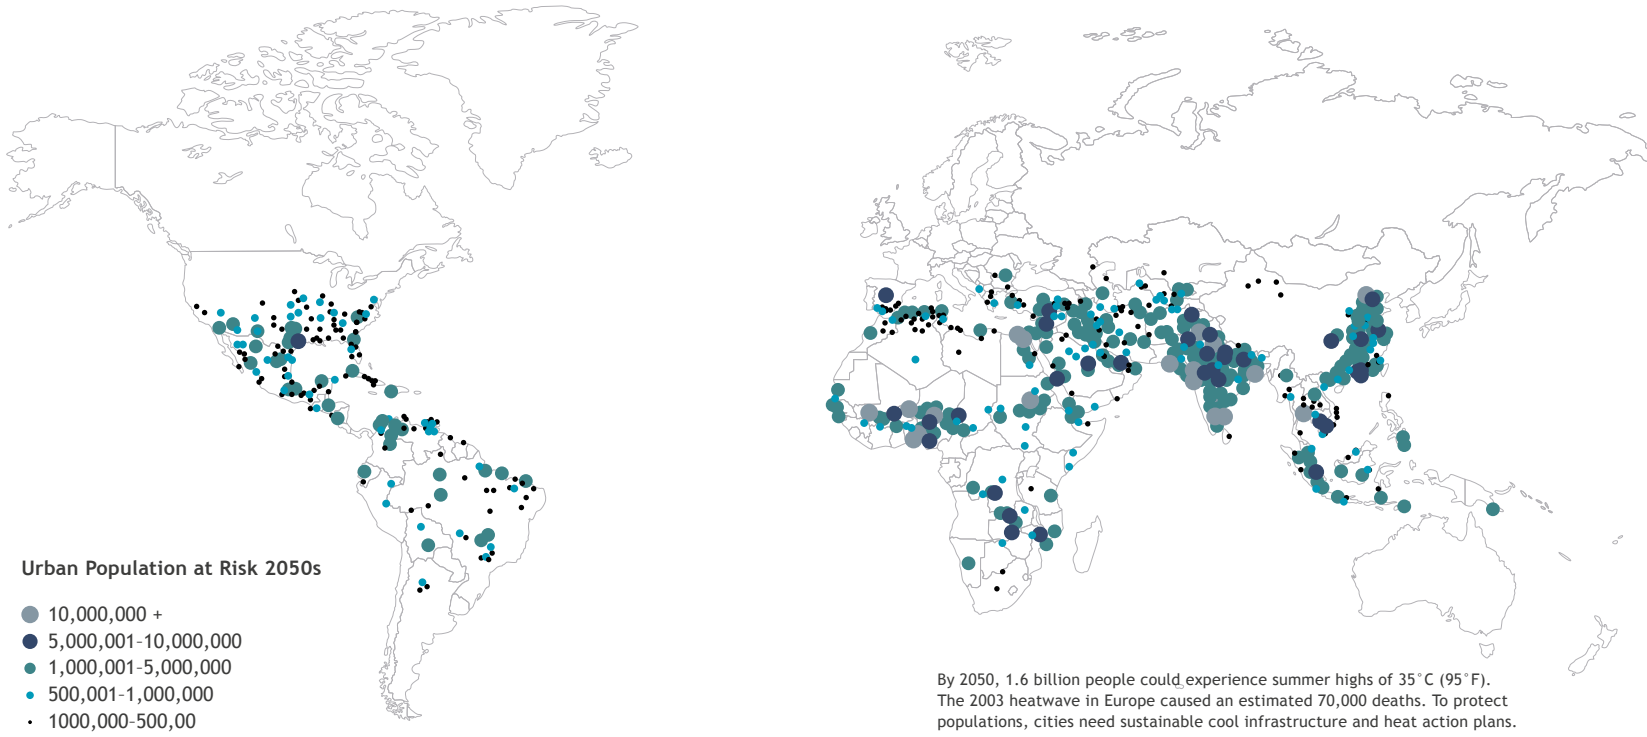 Urban Population at Risk 2050s
10,000,000 +
5,000,001–10,000,000
1,000,001–5,000,000
500,001–1,000,000
1000,000–500,00
By 2050, 1.6 billion people could experience summer highs of 35°C (95°F).
The 2003 heatwave in Europe caused an estimated 70,000 deaths. To protect
populations, cities need sustainable cool infrastructure and heat action plans.